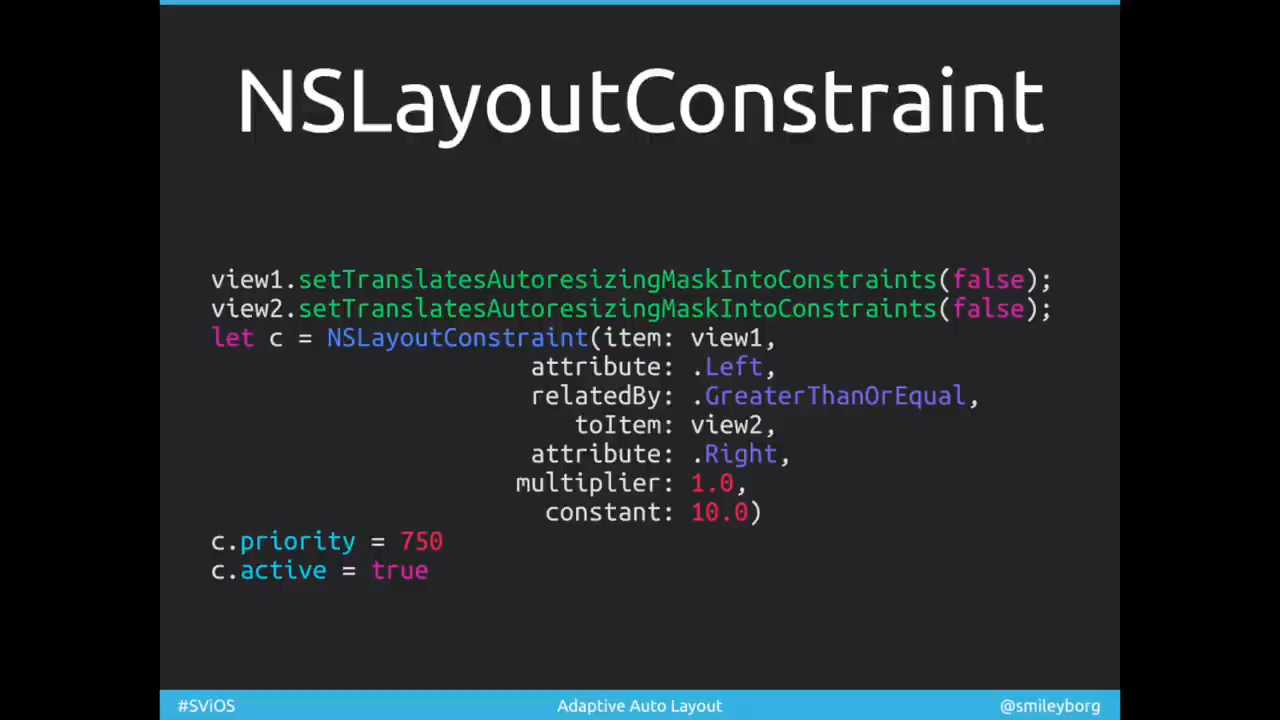 NSLayoutConstraint
view1.setTranslatesAutoresizingMaskIntoConstraints(false);
view2.setTranslatesAutoresizingMaskIntoConstraints(false);
let c = NSLayoutConstraint(item: view1,
attribute: .Left,
relatedBy: .GreaterThanOrEqual,
toItem: view2,
attribute: .Right,
multiplier: 1.0,
constant: 10.0)
c.priority = 750
c.active = true
#SViOS
Adaptive Auto Layout
@smileyborg